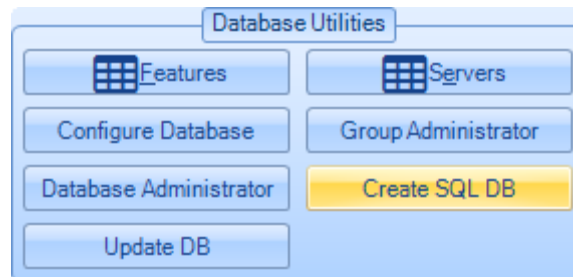 Database Utilities
Features
Servers
Configure Database
Group Administrator
Database Administrator
Create SQL DB
Update DB